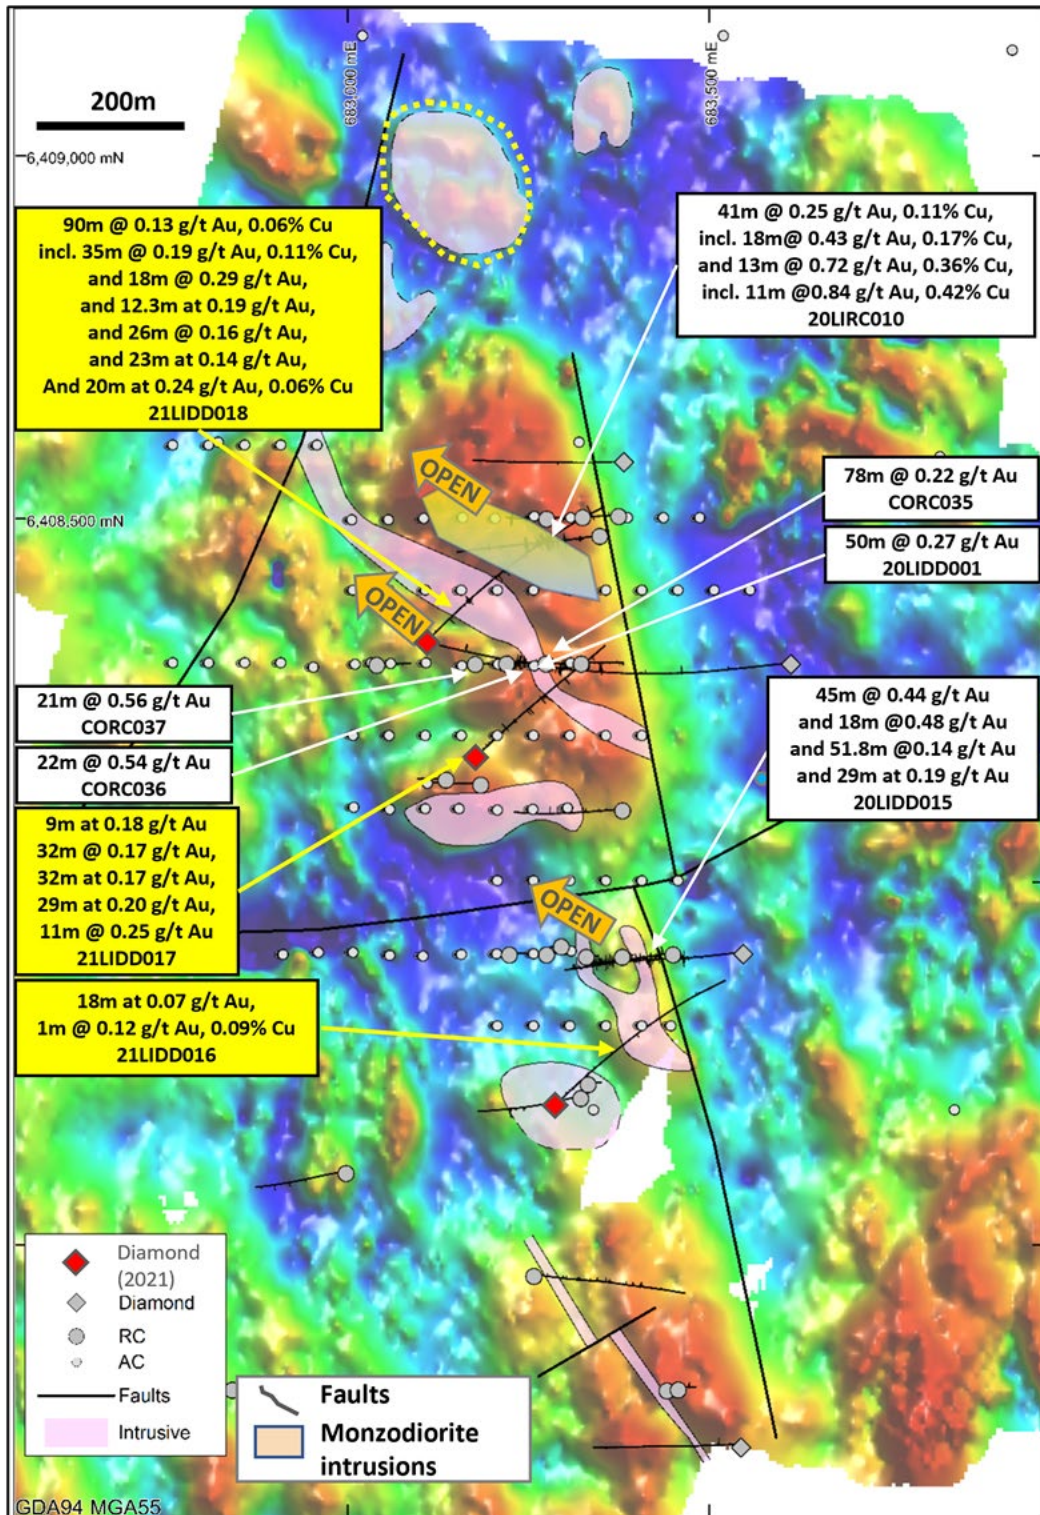 683,000 mE
683,500 mE
200m
6,409,000 mN
90m @ 0.13 g/t Au, 0.06% Cu
incl. 35m @ 0.19 g/t Au, 0.11% Cu,
and 18m @ 0.29 g/t Au,
and 12.3m at 0.19 g/t Au,
and 26m @ 0.16 g/t Au,
and 23m at 0.14 g/t Au,
And 20m at 0.24 g/t Au, 0.06% Cu
21LIDD018
41m @ 0.25 g/t Au, 0.11% Cu,
incl. 18m@ 0.43 g/t Au, 0.17% Cu,
and 13m @ 0.72 g/t Au, 0.36% Cu,
incl. 11m @0.84 g/t Au, 0.42% Cu
20LIRC010
OPEN
78m @ 0.22 g/t Au
CORC035
6,408,500 mN
50m @ 0.27 g/t Au
20LIDD001
OPEN
21m @ 0.56 g/t Au
CORC037
45m @ 0.44 g/t Au
and 18m @0.48 g/t Au
and 51.8m @0.14 g/t Au
and 29m at 0.19 g/t Au
20LIDD015
22m @ 0.54 g/t Au
CORC036
9m at 0.18 g/t Au
32m @ 0.17 g/t Au,
32m at 0.17 g/t Au,
29m at 0.20 g/t Au,
11m @ 0.25 g/t Au
21LIDD017
OPEN
18m at 0.07 g/t Au,
1m @ 0.12 g/t Au, 0.09% Cu
21LIDD016
Diamond
(2021)
Diamond
RC
AC
Faults
Intrusive
Faults
Monzodiorite
intrusions
GDA94 MGA55